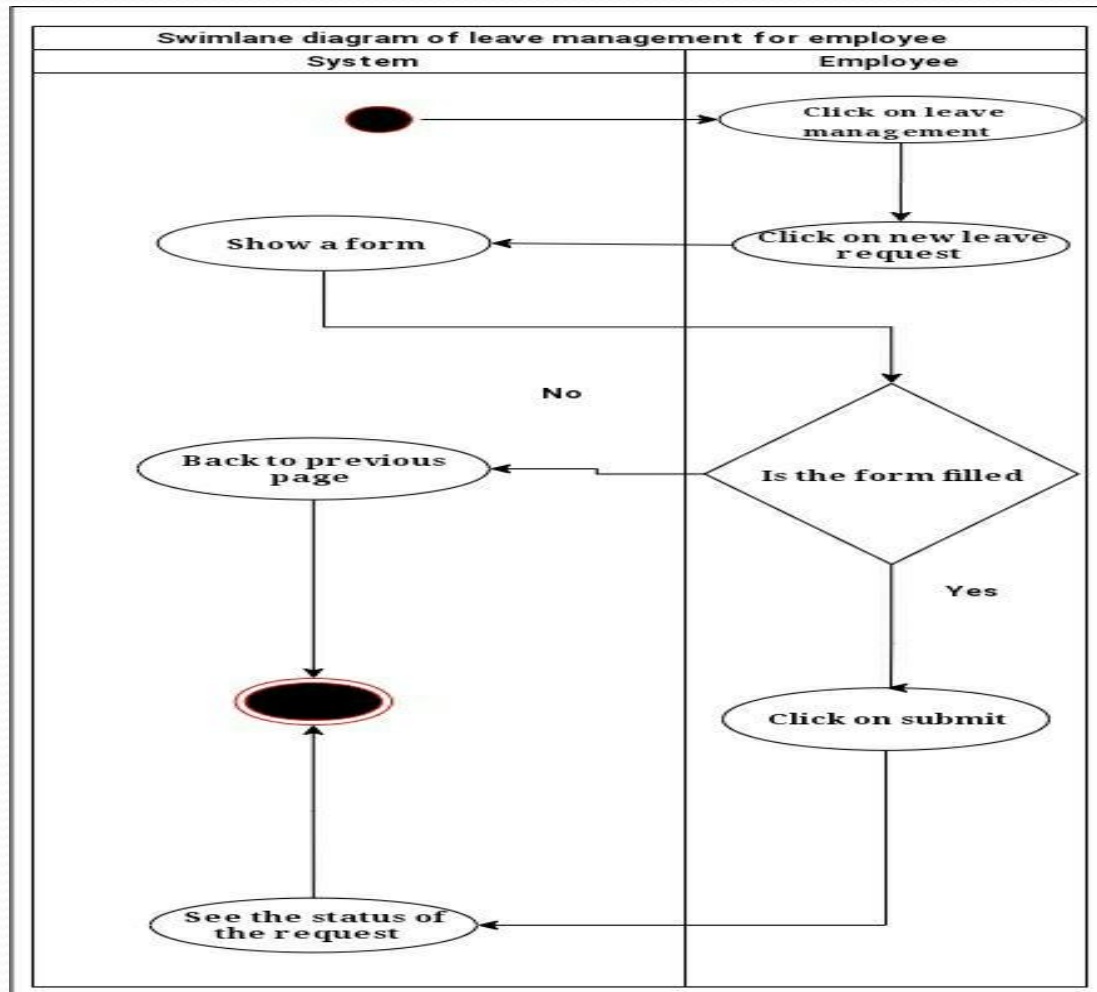 Swimlane diagram of leave management for employee
System
Employee
Click on leave
management
Show a form
Click on new leave
request
No
Back to previous
page
Is the form filled
Yes
Click on submit
See the status of
the request